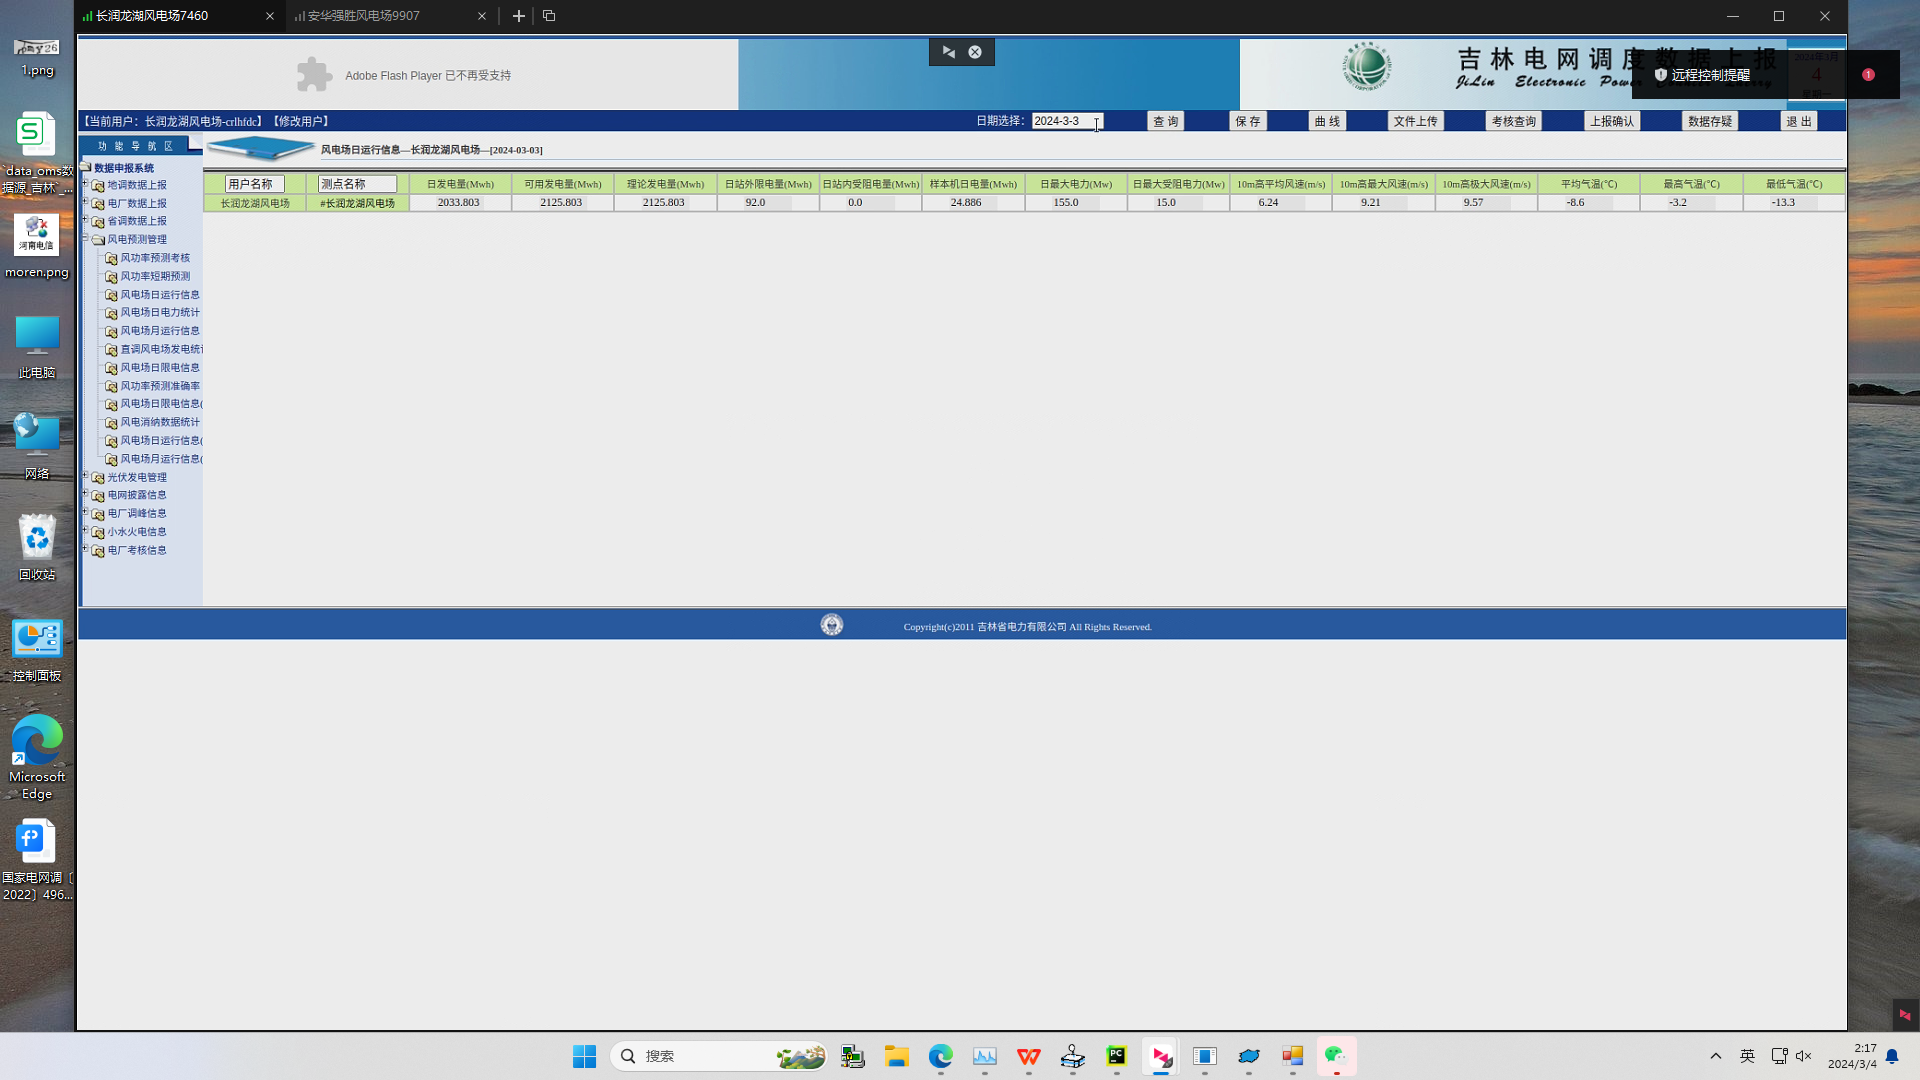 长润龙湖风电场7460
安华强胜风电场9907
1.png
Adobe Flash Player 已不再受支持
吉林电网调度数据上报
JiLin Electronic Power
远程控制提醒
1
4
【当前用户：长润龙湖风电场-crlhfdc】【修改用户】
日期选择：
2024-3-3
查 询
保 存
曲 线
文件上传
考核查询
上报确认
数据存疑
退 出
功 能 导 航 区
风电场日运行信息—长润龙湖风电场—[2024-03-03]
数据申报系统
地调数据上报
电厂数据上报
省调数据上报
风电预测管理
风功率预测考核
风功率短期预测
风电场日运行信息
风电场日电力统计
风电场月运行信息
直调风电场发电统计
风电场日限电信息
风功率预测准确率
风电场日限电信息(
风电消纳数据统计
风电场日运行信息(
风电场月运行信息(
光伏发电管理
电网披露信息
电厂调峰信息
小水火电信息
电厂考核信息
用户名称 测点名称 日发电量(Mwh) 可用发电量(Mwh) 理论发电量(Mwh) 日站外限电量(Mwh) 日站内受阻电量(Mwh) 样本机日电量(Mwh) 日最大电力(Mw) 日最大受阻电力(Mw) 10m高平均风速(m/s) 10m高最大风速(m/s) 10m高极大风速(m/s) 平均气温(℃) 最高气温(℃) 最低气温(℃)
长润龙湖风电场 #长润龙湖风电场 2033.803 2125.803 2125.803 92.0 0.0 24.886 155.0 15.0 6.24 9.21 9.57 -8.6 -3.2 -13.3
Copyright(c)2011 吉林省电力有限公司 All Rights Reserved.
`data_oms数
据源_吉林`_...
河南电信
moren.png
此电脑
网络
回收站
控制面板
Microsoft
Edge
国家电网调〔
2022〕496...
搜索
英
2:17
2024/3/4